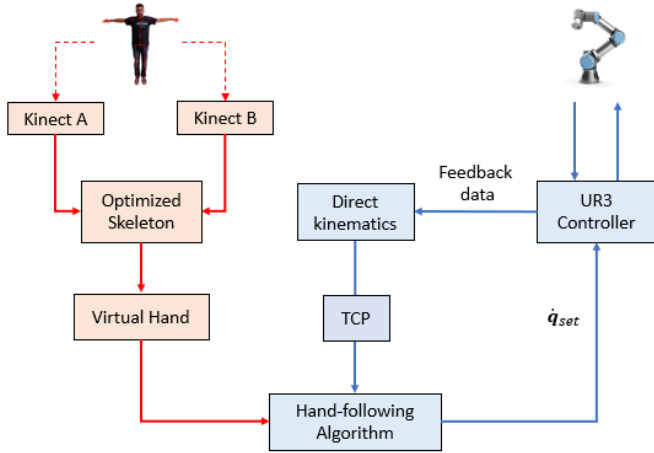 Kinect A
Kinect B
Optimized
Skeleton
Virtual Hand
Direct
kinematics
Feedback
data
UR3
Controller
TCP
q̇set
Hand-following
Algorithm